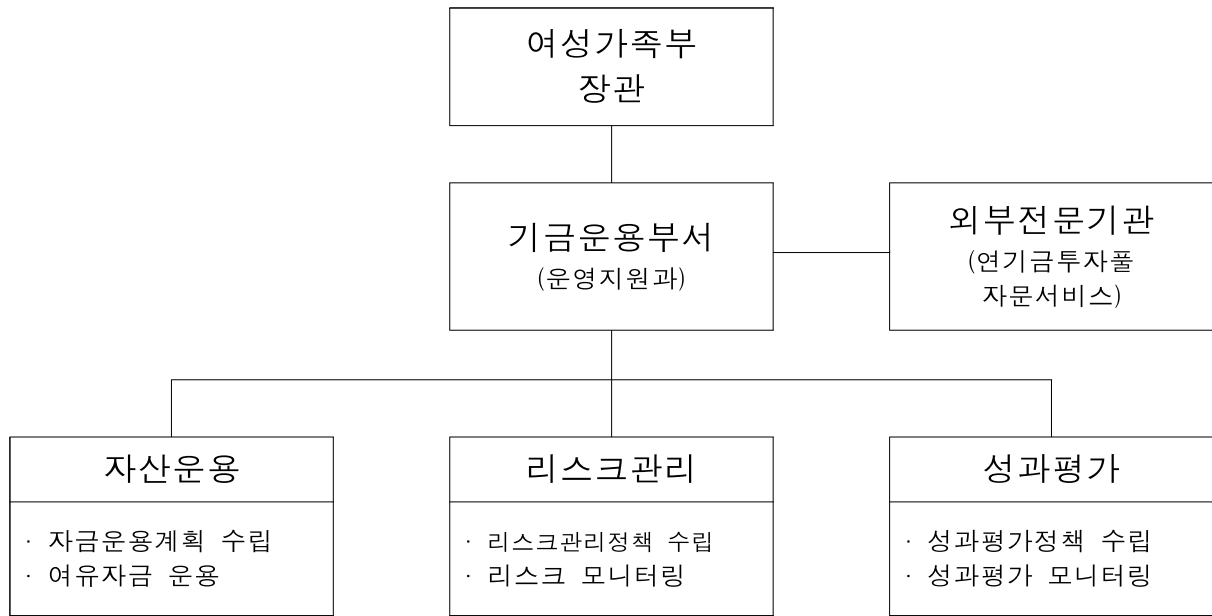 여성가족부
장관
기금운용부서
(운영지원과)
외부전문기관
(연기금투자풀
자문서비스)
자산운용
· 자금운용계획 수립
· 여유자금 운용
리스크관리
· 리스크관리정책 수립
· 리스크 모니터링
성과평가
· 성과평가정책 수립
· 성과평가 모니터링